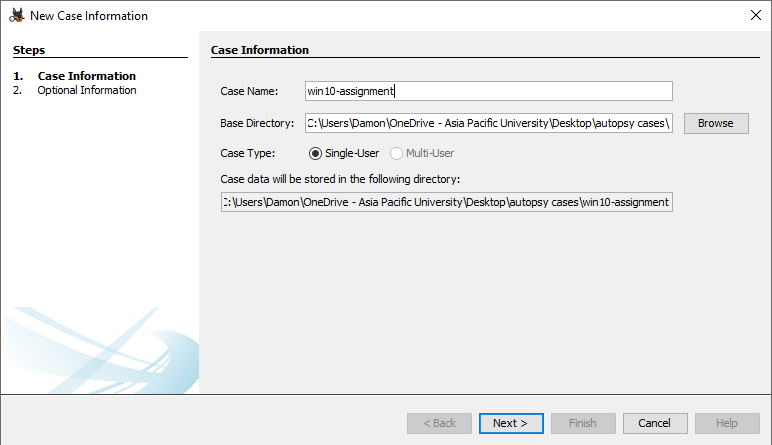 New Case Information
Steps
1. Case Information
2. Optional Information
Case Information
Case Name: win10-assignment
Base Directory: C:\Users\Damon\OneDrive - Asia Pacific University\Desktop\autopsy cases\ Browse
Case Type: Single-User Multi-User
Case data will be stored in the following directory:
C:\Users\Damon\OneDrive - Asia Pacific University\Desktop\autopsy cases\win10-assignment
< Back Next > Finish Cancel Help